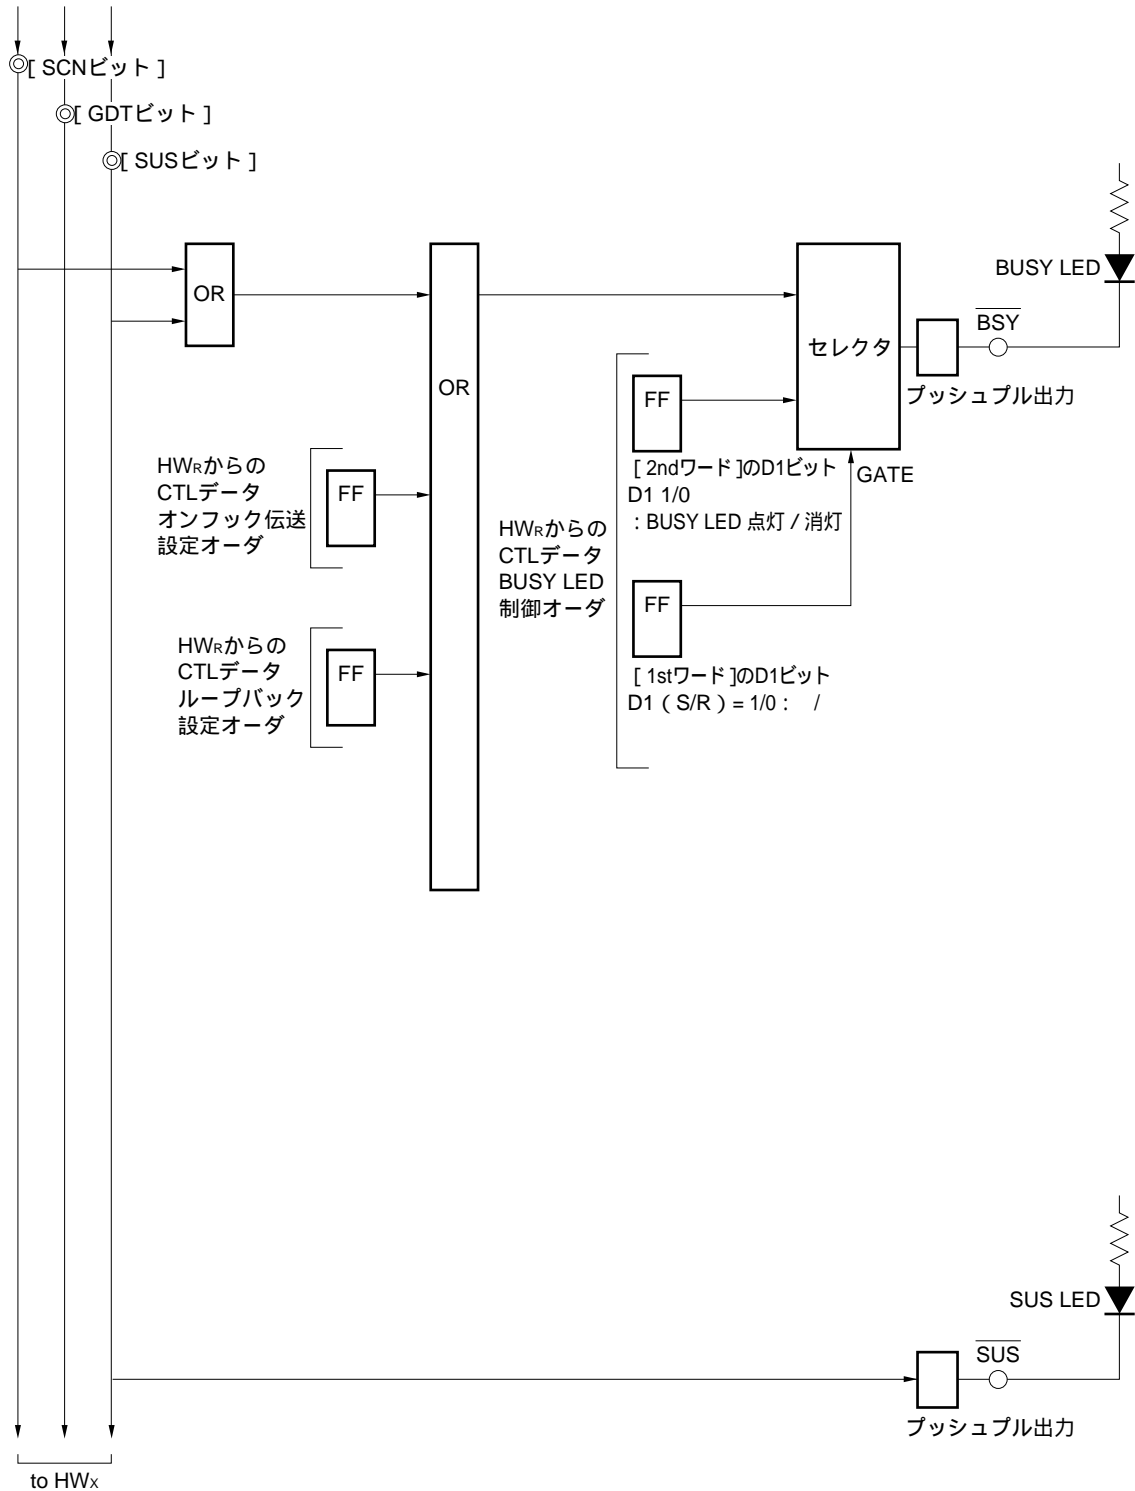 [ SCNビット ]
[ GDTビット ]
[ SUSビット ]
OR
OR
BUSY LED
BSY
セレクタ
プッシュプル出力
GATE
HWRからの
CTLデータ
オンフック伝送
設定オーダ
FF
HWRからの
CTLデータ
ループバック
設定オーダ
FF
HWRからの
CTLデータ
BUSY LED
制御オーダ
FF
[ 2ndワード ]のD1ビット
D1 1/0
: BUSY LED 点灯 / 消灯
FF
[ 1stワード ]のD1ビット
D1 ( S/R ) = 1/0 : /
SUS LED
SUS
プッシュプル出力
to HWX